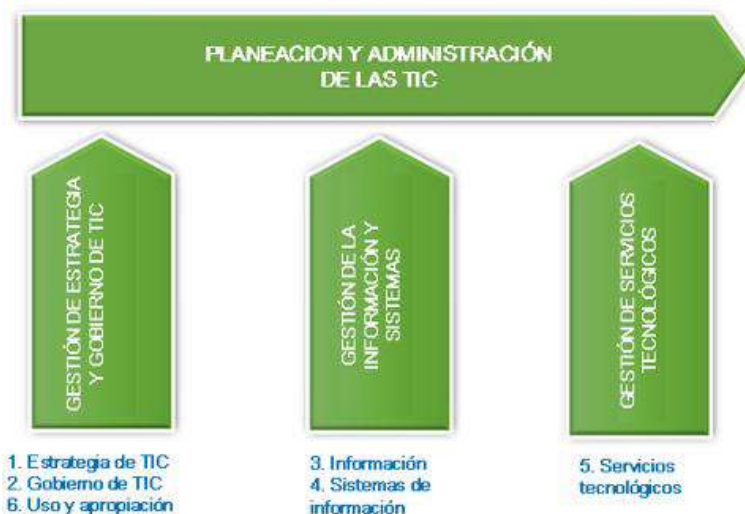 PLANEACION Y ADMINISTRACIÓN
DE LAS TIC
GESTIÓN DE ESTRATEGIA
Y GOBIERNO DE TIC
GESTIÓN DE LA
INFORMACIÓN Y
SISTEMAS
GESTIÓN DE SERVICIOS
TECNOLÓGICOS
1. Estrategia de TIC
2. Gobierno de TIC
6. Uso y apropiación
3. Información
4. Sistemas de
información
5. Servicios
tecnológicos